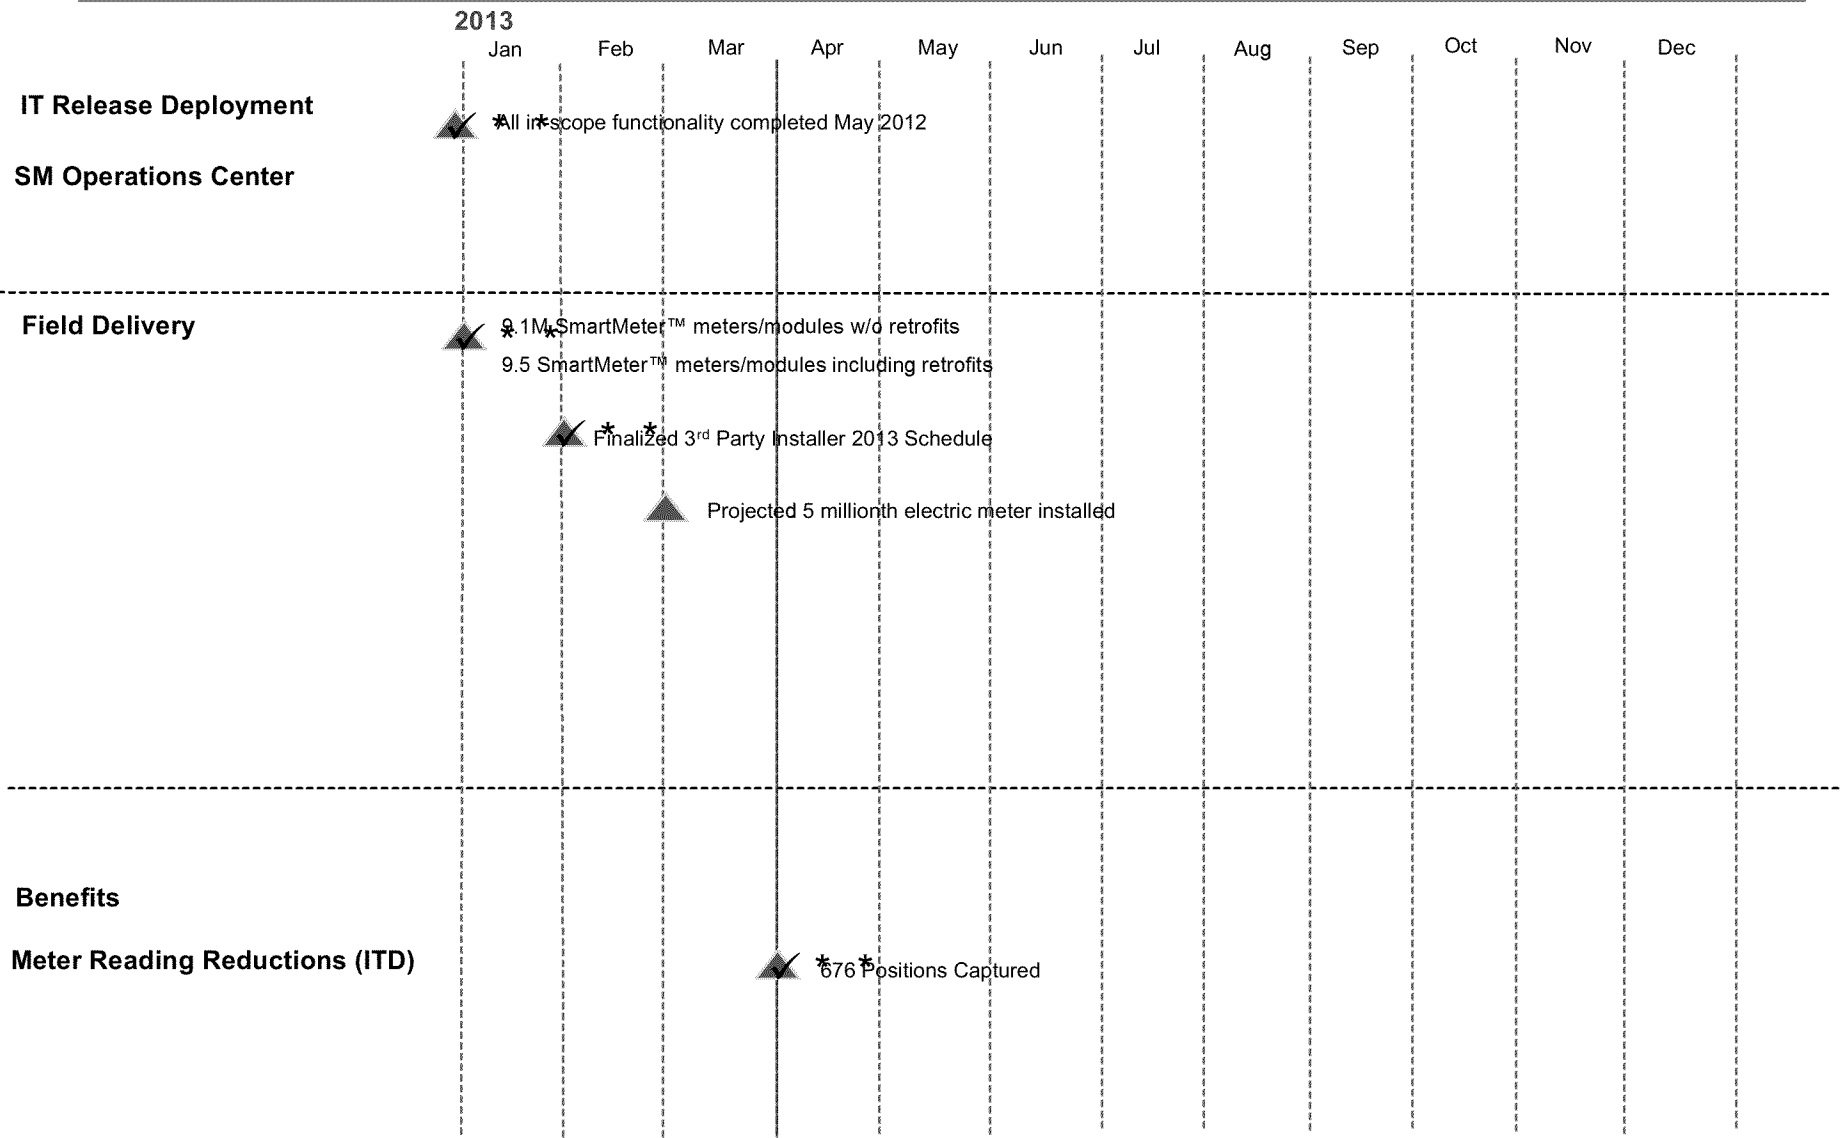 2013
Jan Feb Mar Apr May Jun Jul Aug Sep Oct Nov Dec
IT Release Deployment
* *
All in-scope functionality completed May 2012
SM Operations Center
Field Delivery
* *
9.1M SmartMeter™ meters/modules w/o retrofits
9.5 SmartMeter™ meters/modules including retrofits
* *
Finalized 3rd Party Installer 2013 Schedule
Projected 5 millionth electric meter installed
Benefits
Meter Reading Reductions (ITD)
* *
676 Positions Captured